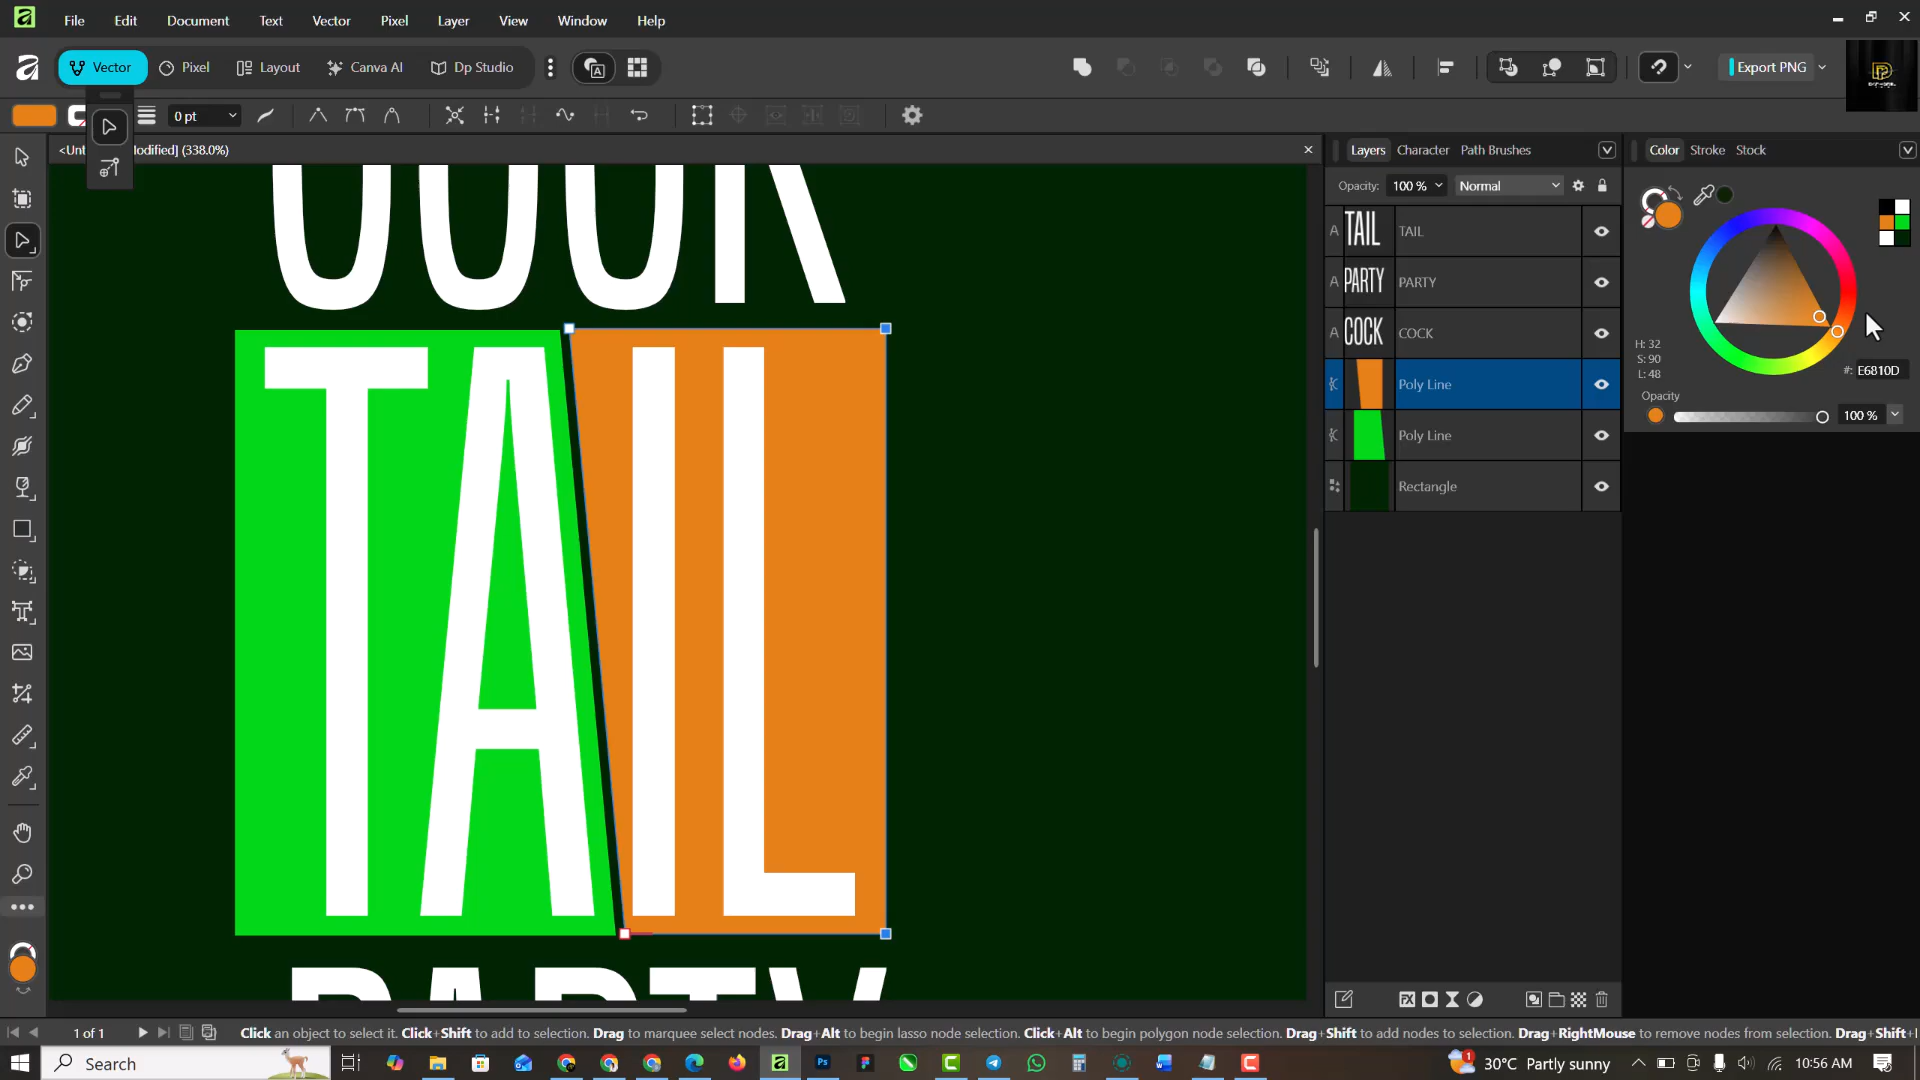 File Edit Document Text Vector Pixel Layer View Window Help
Vector Pixel Layout Canva AI Dp Studio Export PNG
0 pt
<Unt odified] (338.0%)
Layers Character Path Brushes
Color Stroke Stock
Opacity: 100 % Normal
COCK
TAIL
PARTY
TAIL TAIL
PARTY PARTY
COCK COCK
Poly Line
Poly Line
Rectangle
H: 32
S: 90
L: 48
#: E6810D
Opacity
100 %
1 of 1
Click an object to select it. Click+Shift to add to selection. Drag to marquee select nodes. Drag+Alt to begin lasso node selection. Click+Alt to begin polygon node selection. Drag+Shift to add nodes to selection. Drag+RightMouse to remove nodes from selection. Drag+Shift+
Search
30°C Partly sunny
10:56 AM